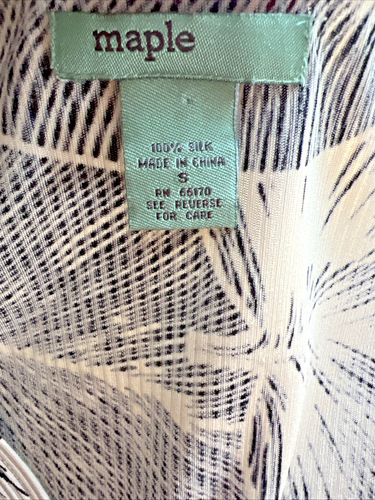 maple
100% SILK
MADE IN CHINA
S
RN 66170
SEE REVERSE
FOR CARE